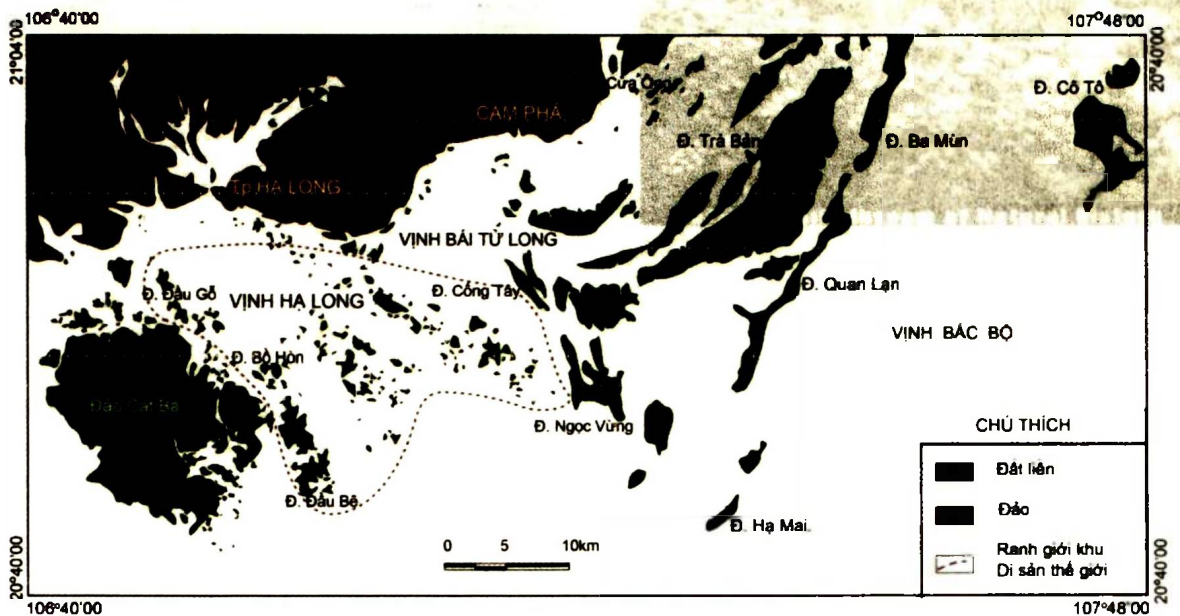 106°40'00
107°48'00
21°04'00
20°40'00
Cửa Ông
Đ. Cô Tô
CẨM PHẢ
Đ. Trà Bản
Đ. Ba Mùn
Tp.HẠ LONG
VỊNH BÁI TỬ LONG
Đ. Đầu Gỗ
VỊNH HẠ LONG
Đ. Cống Tây
Đ. Quan Lạn
VỊNH BẮC BỘ
Đ. Bồ Hòn
Đảo Cát Bà
Đ. Ngọc Vừng
CHÚ THÍCH
Đất liền
Đ. Đầu Bê
Đảo
Đ. Hạ Mai
Ranh giới khu
Di sản thế giới
0 5 10km
20°40'00
20°40'00
106°40'00
107°48'00